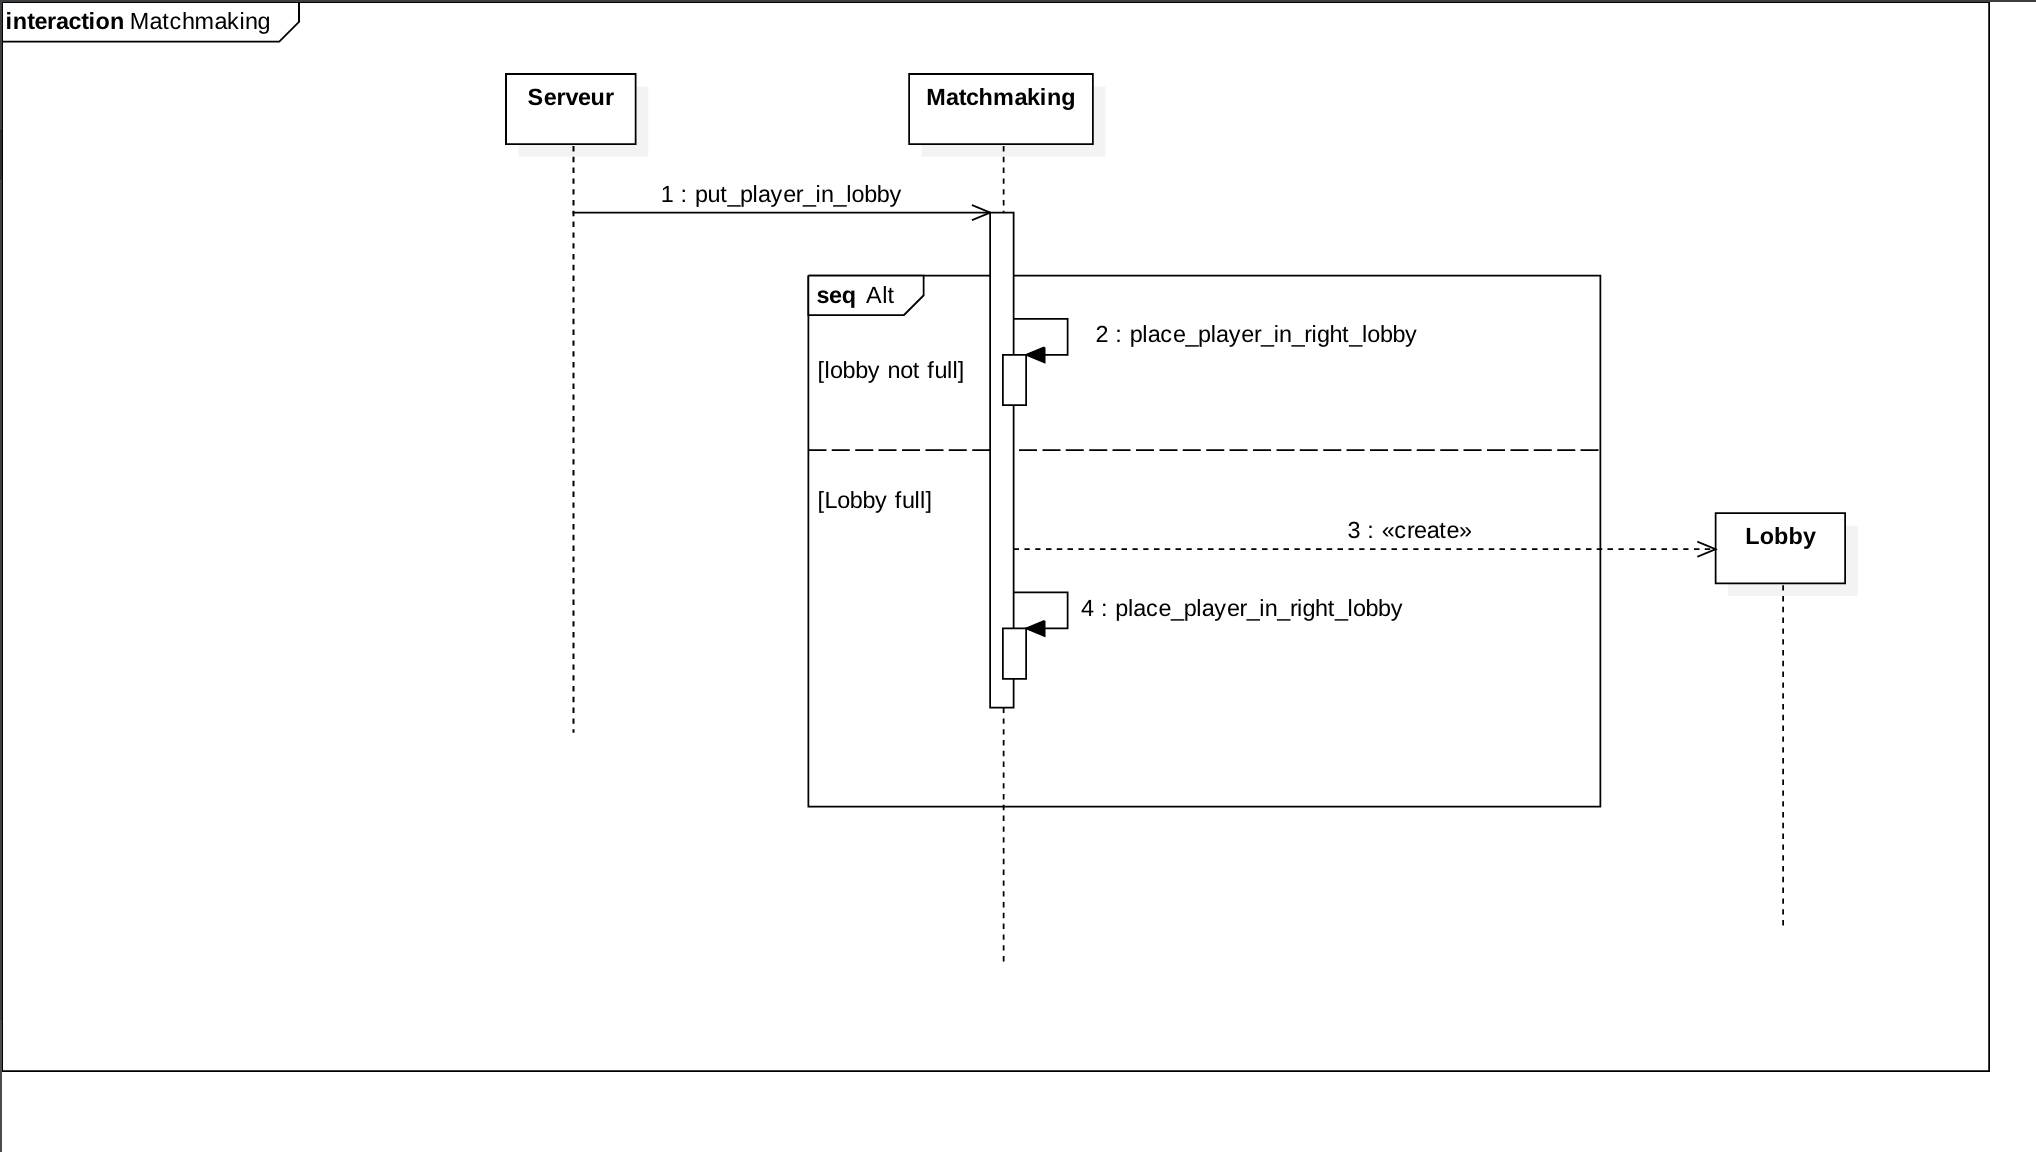 interaction Matchmaking
Serveur
Matchmaking
1 : put_player_in_lobby
seq Alt
2 : place_player_in_right_lobby
[lobby not full]
[Lobby full]
3 : «create»
Lobby
4 : place_player_in_right_lobby